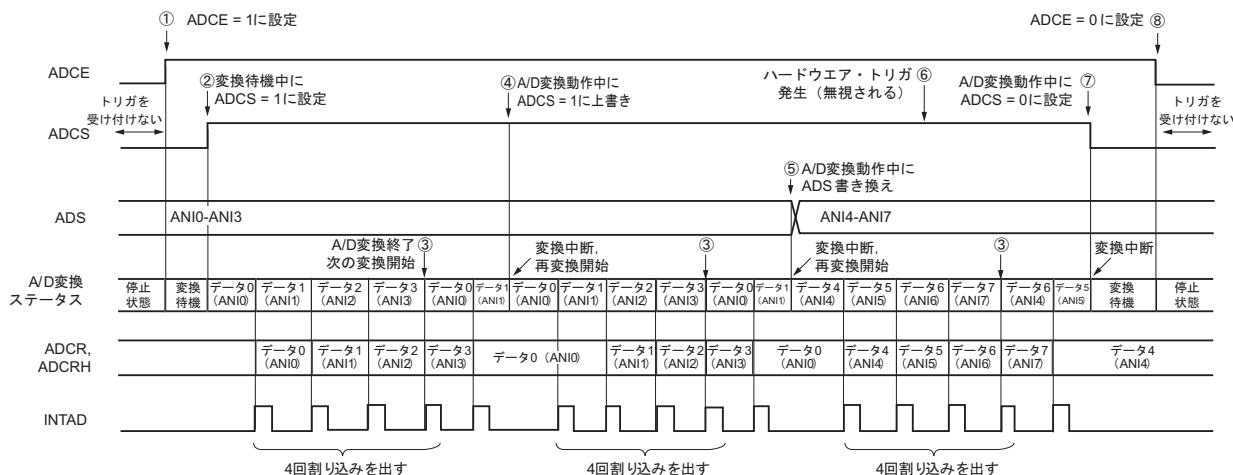 ① ADCE = 1に設定
ADCE = 0 に設定 ⑧
ADCE
トリガを
受け付けない
②変換待機中に
ADCS = 1に設定
④A/D変換動作中に
ADCS = 1に上書き
ハードウエア・トリガ ⑥
発生（無視される）
A/D変換動作中に ⑦
ADCS = 0に設定
トリガを
受け付けない
ADCS
⑤A/D変換動作中に
ADS 書き換え
ADS
ANI0-ANI3
ANI4-ANI7
A/D変換終了 ③
次の変換開始
変換中断,
再変換開始
③
変換中断,
再変換開始
③
変換中断
A/D変換
ステータス
停止 変換 データ0 データ1 データ2 データ3 データ0 データ1 データ0 データ1 データ2 データ3 データ0 データ1 データ4 データ5 データ6 データ7 データ6 データ5 変換 停止
状態 待機 (ANI0) (ANI1) (ANI2) (ANI3) (ANI0) (ANI1) (ANI0) (ANI1) (ANI2) (ANI3) (ANI0) (ANI1) (ANI4) (ANI5) (ANI6) (ANI7) (ANI4) (ANI5) 待機 状態
ADCR,
ADCRH
データ0 データ1 データ2 データ3 データ0 (ANI0) データ1 データ2 データ3 データ0 データ4 データ5 データ6 データ7 データ4
(ANI0) (ANI1) (ANI2) (ANI3) (ANI1) (ANI2) (ANI3) (ANI0) (ANI4) (ANI5) (ANI6) (ANI7) (ANI4)
INTAD
4回割り込みを出す
4回割り込みを出す
4回割り込みを出す